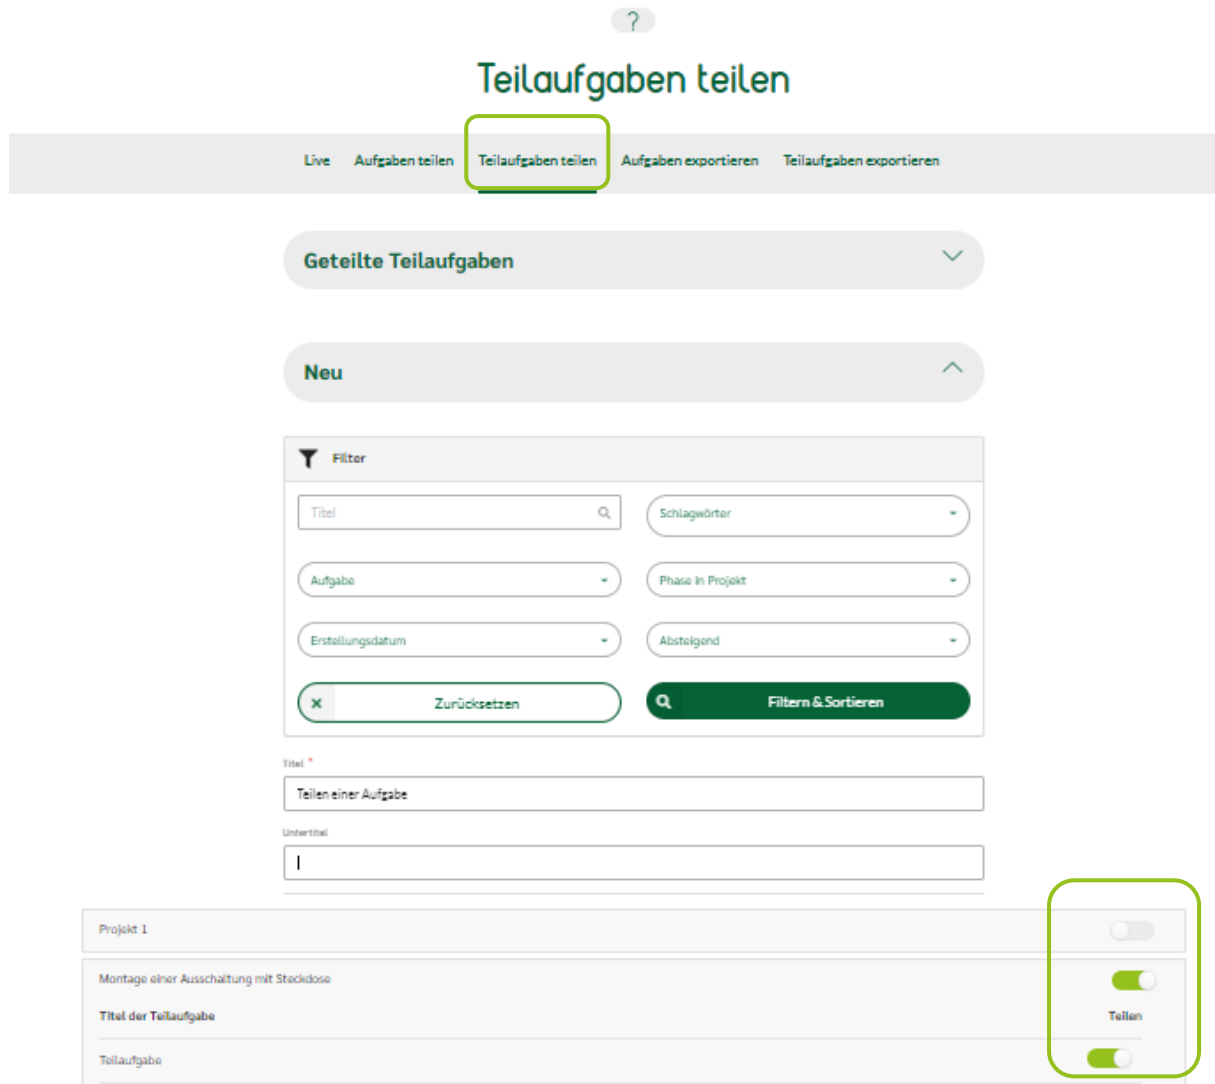 ?
Teilaufgaben teilen
Live Aufgaben teilen Teilaufgaben teilen Aufgaben exportieren Teilaufgaben exportieren
Geteilte Teilaufgaben
Neu
Filter
Titel Schlagwörter
Aufgabe Phase in Projekt
Erstellungsdatum Absteigend
Zurücksetzen Filtern & Sortieren
Titel *
Teilen einer Aufgabe
Untertitel
Projekt 1
Montage einer Ausschaltung mit Steckdose
Titel der Teilaufgabe Teilen
Teilaufgabe